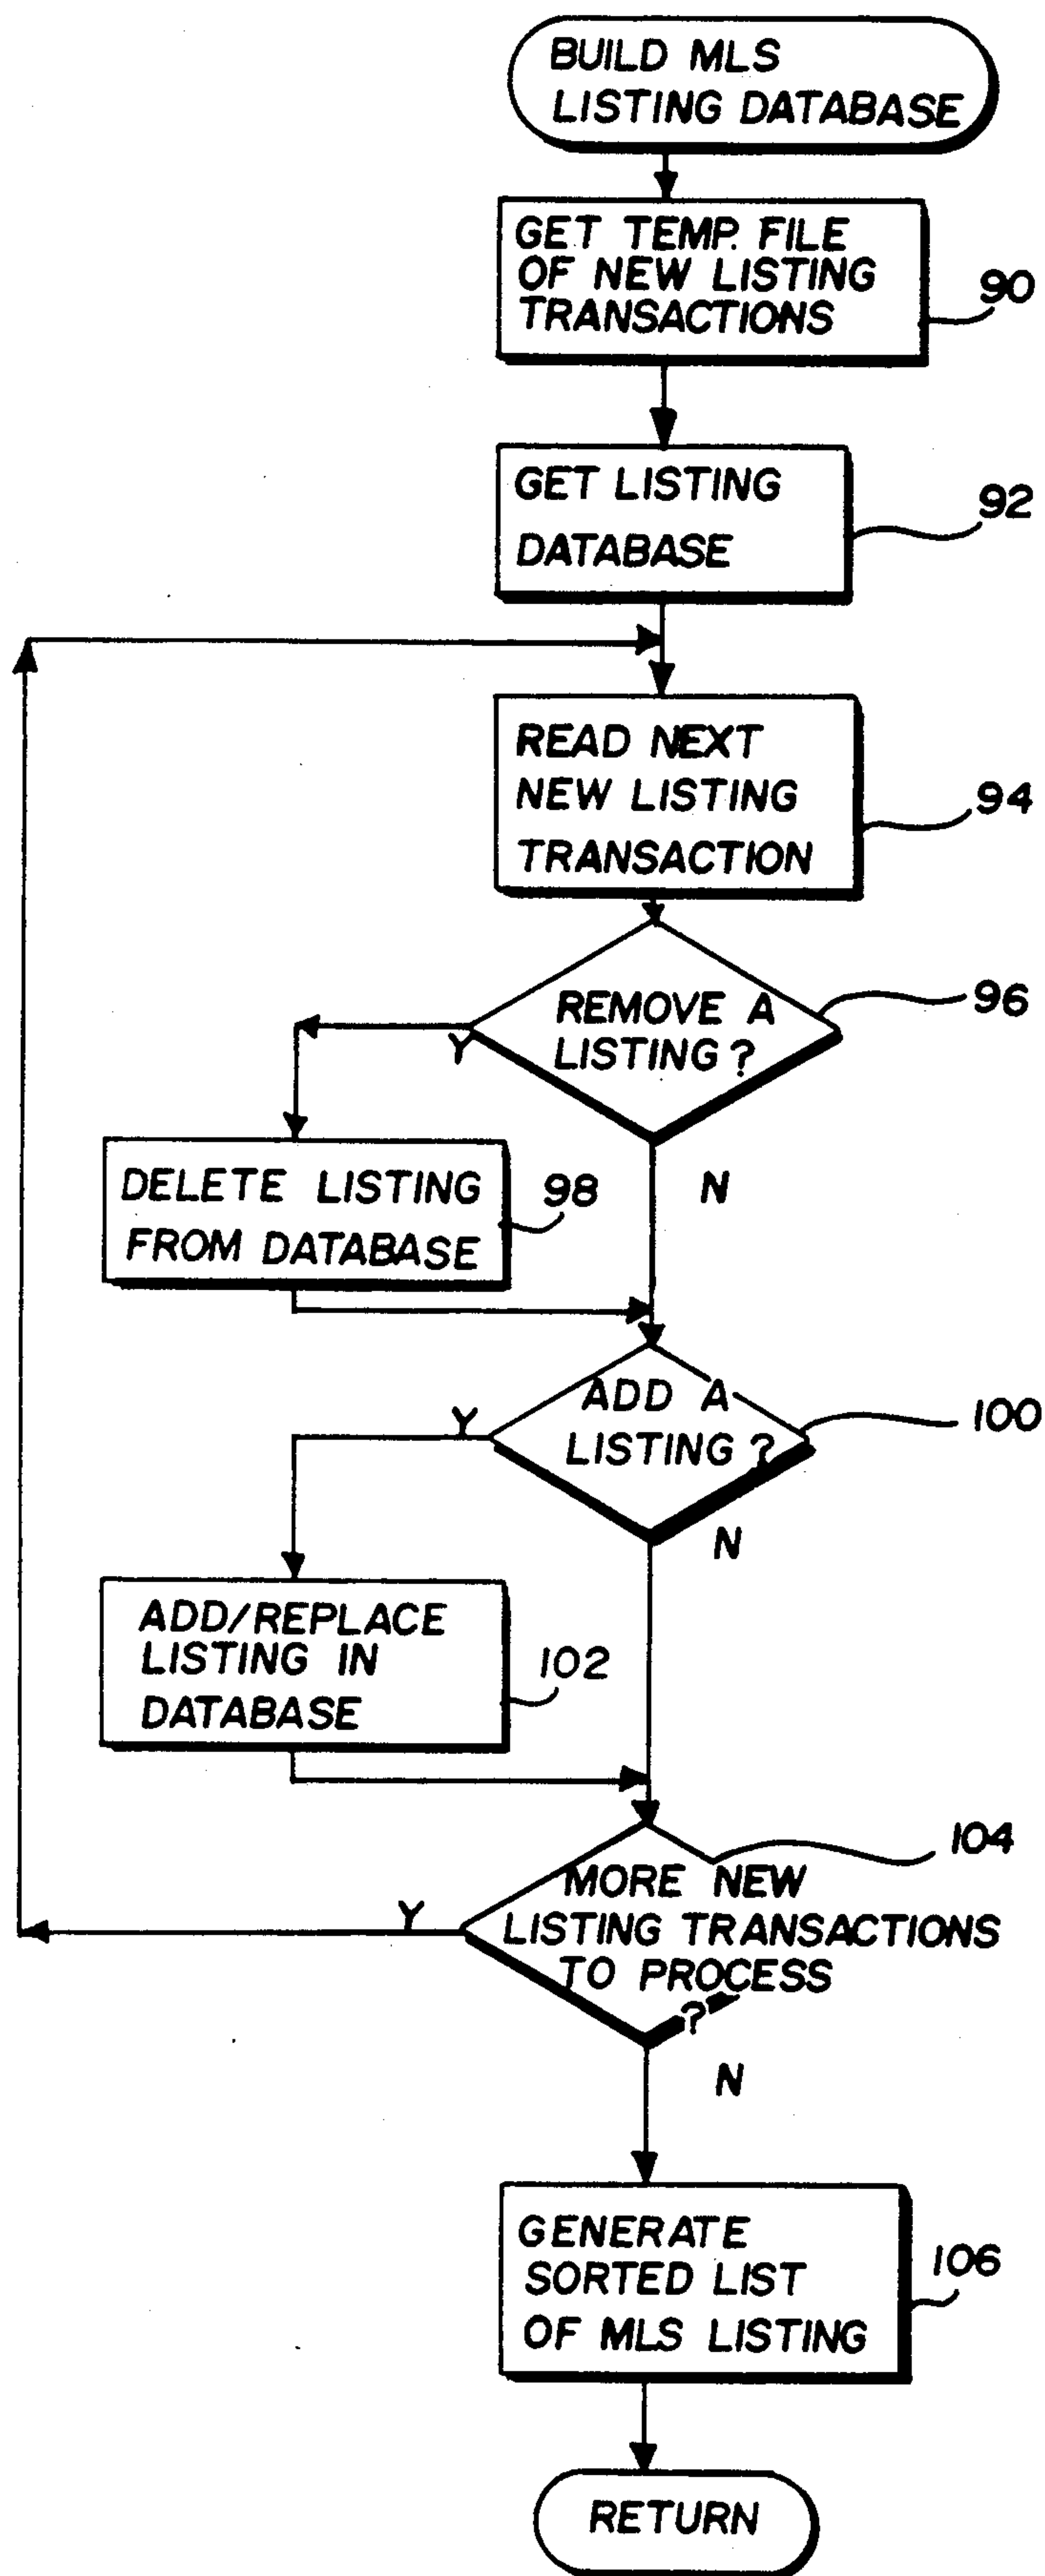 BUILD MLS
LISTING DATABASE
GET TEMP. FILE
OF NEW LISTING
TRANSACTIONS
90
GET LISTING
DATABASE
92
READ NEXT
NEW LISTING
TRANSACTION
94
REMOVE A
LISTING?
96
Y
N
DELETE LISTING
FROM DATABASE
98
ADD A
LISTING?
100
Y
N
ADD/REPLACE
LISTING IN
DATABASE
102
MORE NEW
LISTING TRANSACTIONS
TO PROCESS
?
104
Y
N
GENERATE
SORTED LIST
OF MLS LISTING
106
RETURN